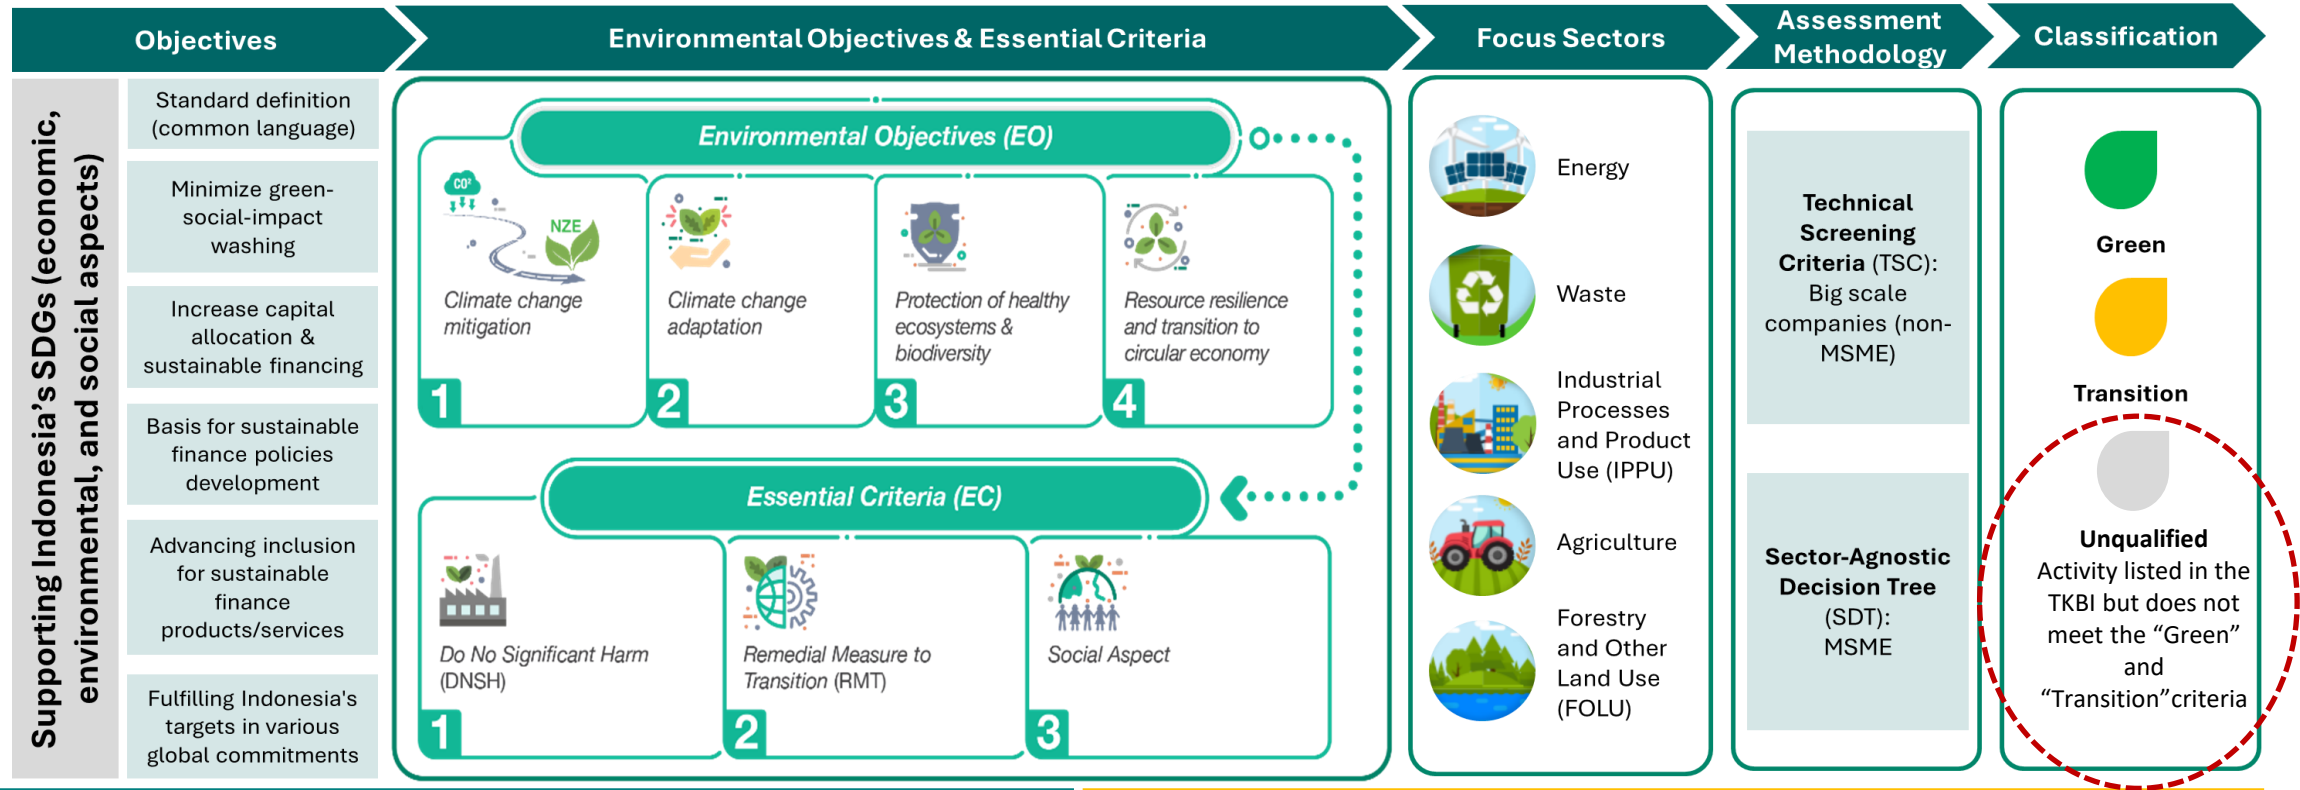 Objectives
Environmental Objectives & Essential Criteria
Focus Sectors
Assessment
Methodology
Classification
Supporting Indonesia's SDGs (economic,
environmental, and social aspects)
Standard definition
(common language)
Minimize green-
social-impact
washing
Increase capital
allocation &
sustainable financing
Basis for sustainable
finance policies
development
Advancing inclusion
for sustainable
finance
products/services
Fulfilling Indonesia's
targets in various
global commitments
Environmental Objectives (EO)
CO²
NZE
Climate change
mitigation
1
Climate change
adaptation
2
Protection of healthy
ecosystems &
biodiversity
3
Resource resilience
and transition to
circular economy
4
Essential Criteria (EC)
Do No Significant Harm
(DNSH)
1
Remedial Measure to
Transition (RMT)
2
Social Aspect
3
Energy
Waste
Industrial
Processes
and Product
Use (IPPU)
Agriculture
Forestry
and Other
Land Use
(FOLU)
Technical
Screening
Criteria (TSC):
Big scale
companies (non-
MSME)
Sector-Agnostic
Decision Tree
(SDT):
MSME
Green
Transition
Unqualified
Activity listed in the
TKBI but does not
meet the “Green”
and
“Transition”criteria